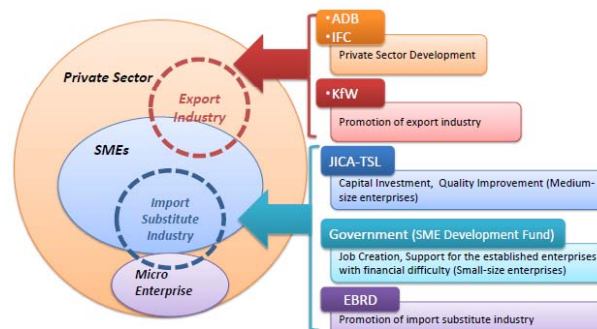 Private Sector
Export
Industry
SMEs
Import
Substitute
Industry
Micro
Enterprise
•ADB
•IFC
Private Sector Development
•KfW
Promotion of export industry
JICA-TSL
Capital Investment, Quality Improvement (Medium-
size enterprises)
Government (SME Development Fund)
Job Creation, Support for the established enterprises
with financial difficulty (Small-size enterprises)
EBRD
Promotion of import substitute industry